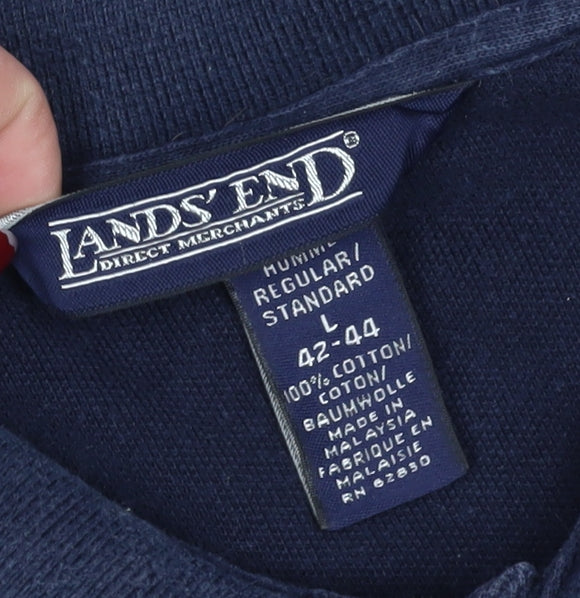 LANDS' END®
DIRECT MERCHANTS
HOMME
REGULAR/
STANDARD
L
42-44
100% COTTON/
COTON/
BAUMWOLLE
MADE IN
MALAYSIA
FABRIQUE EN
MALAISIE
RN 62830